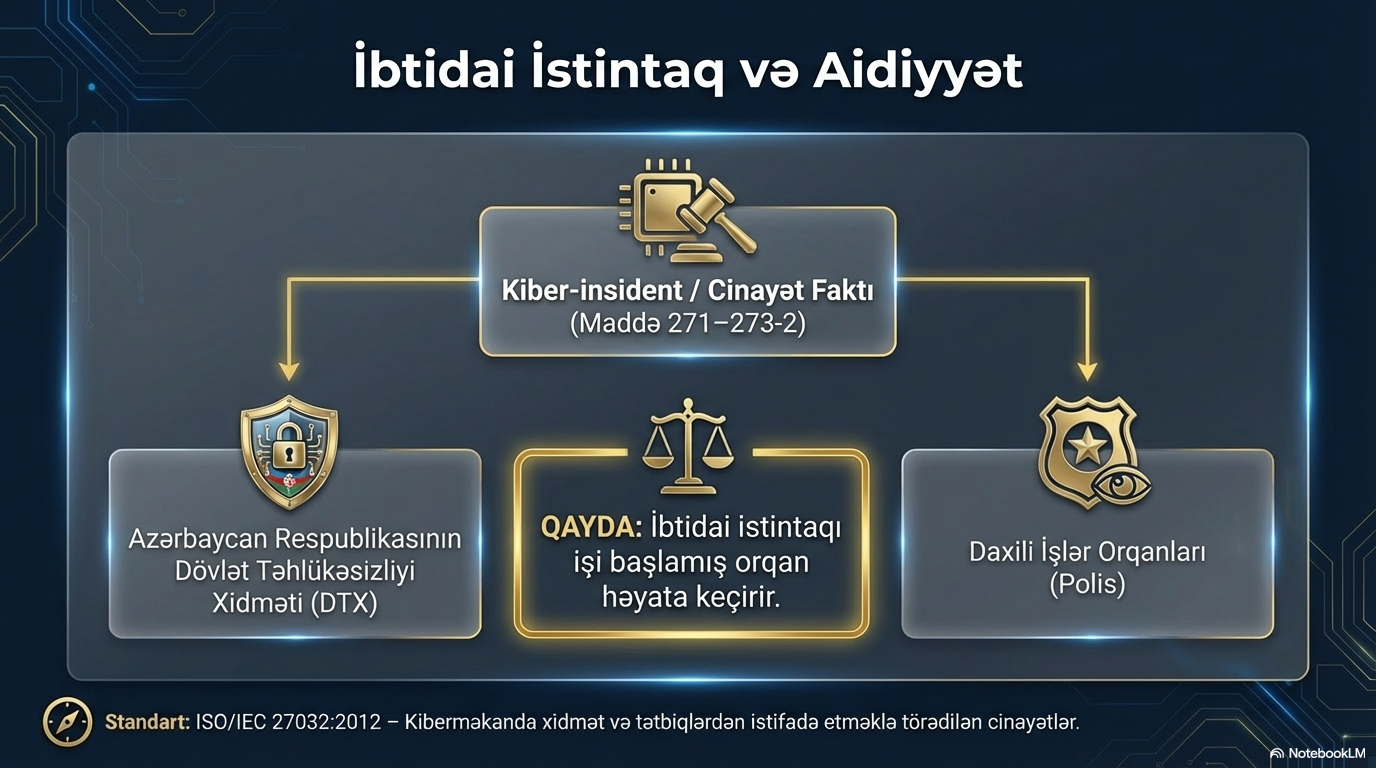 İbtidai İstintaq və Aidiyyət
Kiber-insident / Cinayət Faktı
(Maddə 271–273-2)
Azərbaycan Respublikasının
Dövlət Təhlükəsizliyi
Xidməti (DTX)
QAYDA: İbtidai istintaqı
işi başlamış orqan
həyata keçirir.
Daxili İşlər Orqanları
(Polis)
Standart: ISO/IEC 27032:2012 – Kiberməkanda xidmət və tətbiqlərdən istifadə etməklə törədilən cinayətlər.
NotebookLM